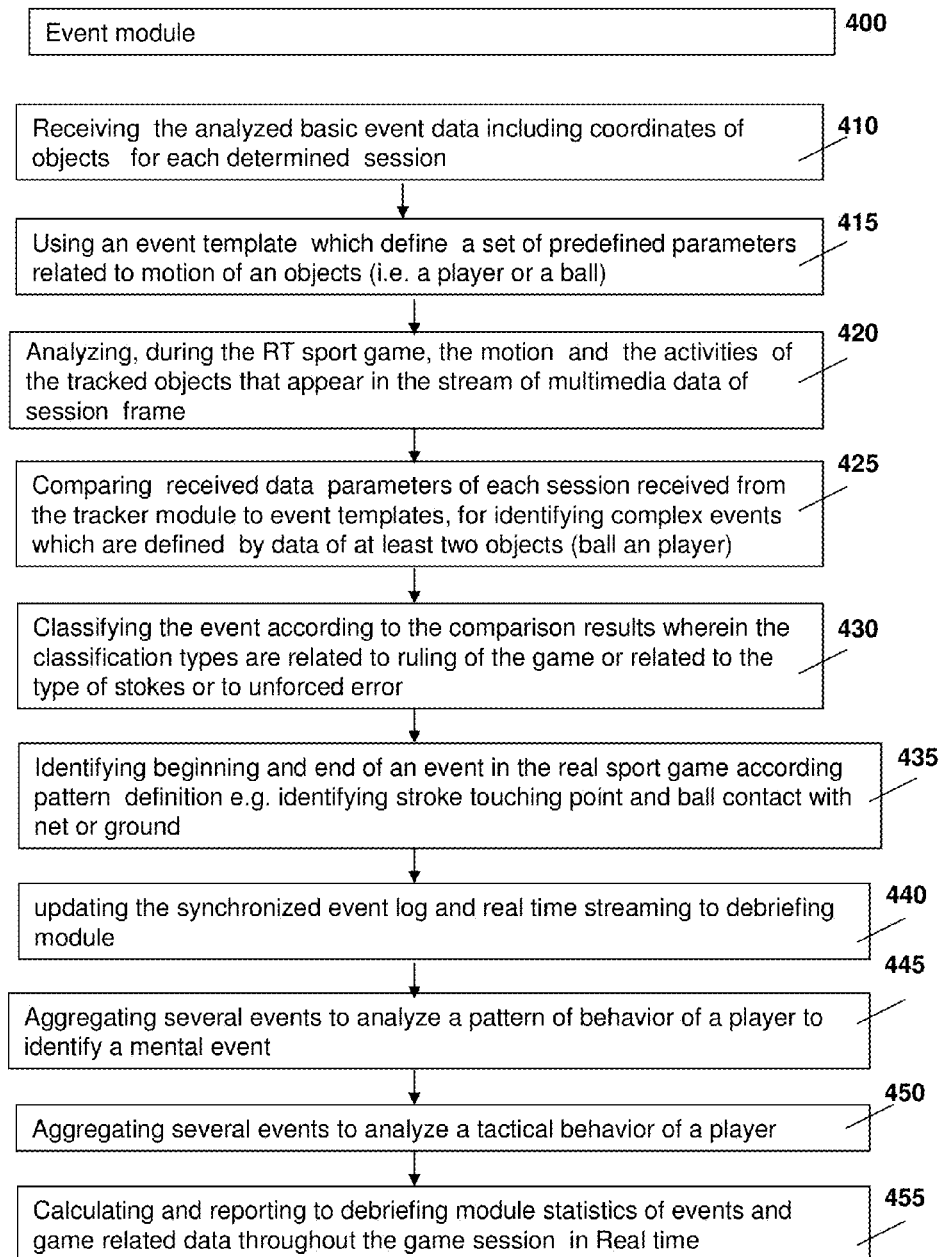 Event module
400
Receiving the analyzed basic event data including coordinates of
objects for each determined session
410
Using an event template which define a set of predefined parameters
related to motion of an objects (i.e. a player or a ball)
415
Analyzing, during the RT sport game, the motion and the activities of
the tracked objects that appear in the stream of multimedia data of
session frame
420
Comparing received data parameters of each session received from
the tracker module to event templates, for identifying complex events
which are defined by data of at least two objects (ball an player)
425
Classifying the event according to the comparison results wherein the
classification types are related to ruling of the game or related to the
type of stokes or to unforced error
430
Identifying beginning and end of an event in the real sport game according
pattern definition e.g. identifying stroke touching point and ball contact with
net or ground
435
updating the synchronized event log and real time streaming to debriefing
module
440
Aggregating several events to analyze a pattern of behavior of a player to
identify a mental event
445
Aggregating several events to analyze a tactical behavior of a player
450
Calculating and reporting to debriefing module statistics of events and
game related data throughout the game session in Real time
455